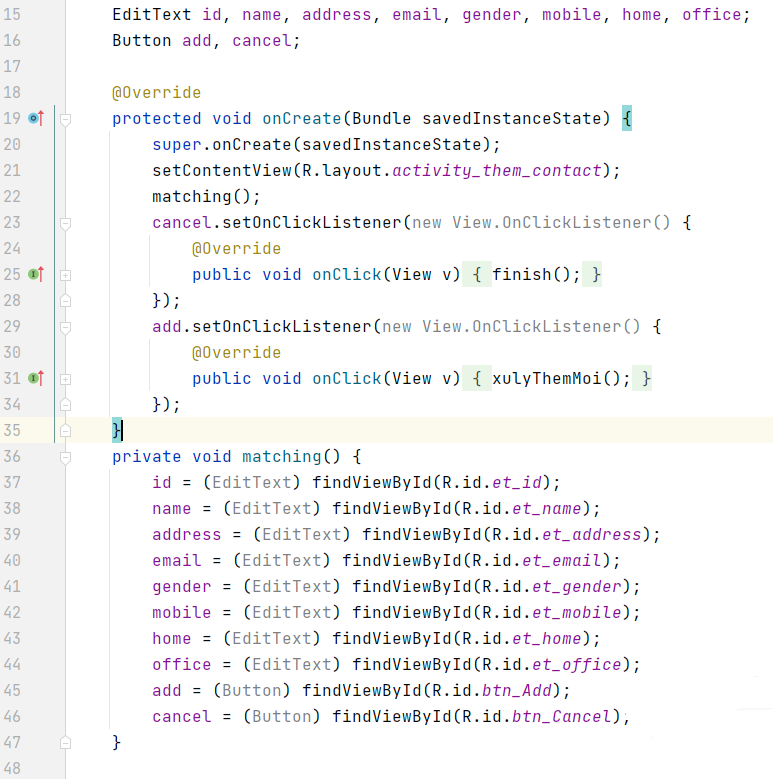 15 EditText id, name, address, email, gender, mobile, home, office;
16 Button add, cancel;
17
18 @Override
19 protected void onCreate(Bundle savedInstanceState) {
20 super.onCreate(savedInstanceState);
21 setContentView(R.layout.activity_them_contact);
22 matching();
23 cancel.setOnClickListener(new View.OnClickListener() {
24 @Override
25 public void onClick(View v) { finish(); }
28 });
29 add.setOnClickListener(new View.OnClickListener() {
30 @Override
31 public void onClick(View v) { xulyThemMoi(); }
34 });
35 }
36 private void matching() {
37 id = (EditText) findViewById(R.id.et_id);
38 name = (EditText) findViewById(R.id.et_name);
39 address = (EditText) findViewById(R.id.et_address);
40 email = (EditText) findViewById(R.id.et_email);
41 gender = (EditText) findViewById(R.id.et_gender);
42 mobile = (EditText) findViewById(R.id.et_mobile);
43 home = (EditText) findViewById(R.id.et_home);
44 office = (EditText) findViewById(R.id.et_office);
45 add = (Button) findViewById(R.id.btn_Add);
46 cancel = (Button) findViewById(R.id.btn_Cancel),
47 }
48